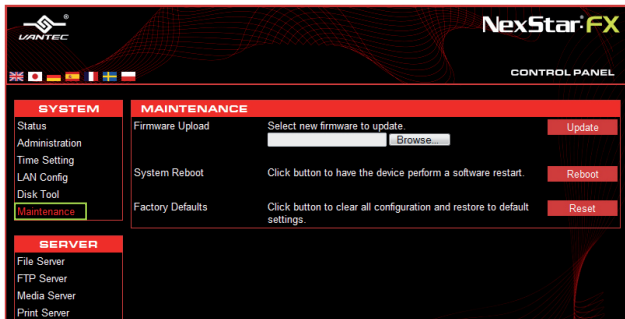 VANTEC®
NexStar FX
CONTROL PANEL
SYSTEM
Status
Administration
Time Setting
LAN Config
Disk Tool
Maintenance
SERVER
File Server
FTP Server
Media Server
Print Server
MAINTENANCE
Firmware Upload
Select new firmware to update.
Browse...
Update
System Reboot
Click button to have the device perform a software restart.
Reboot
Factory Defaults
Click button to clear all configuration and restore to default
settings.
Reset